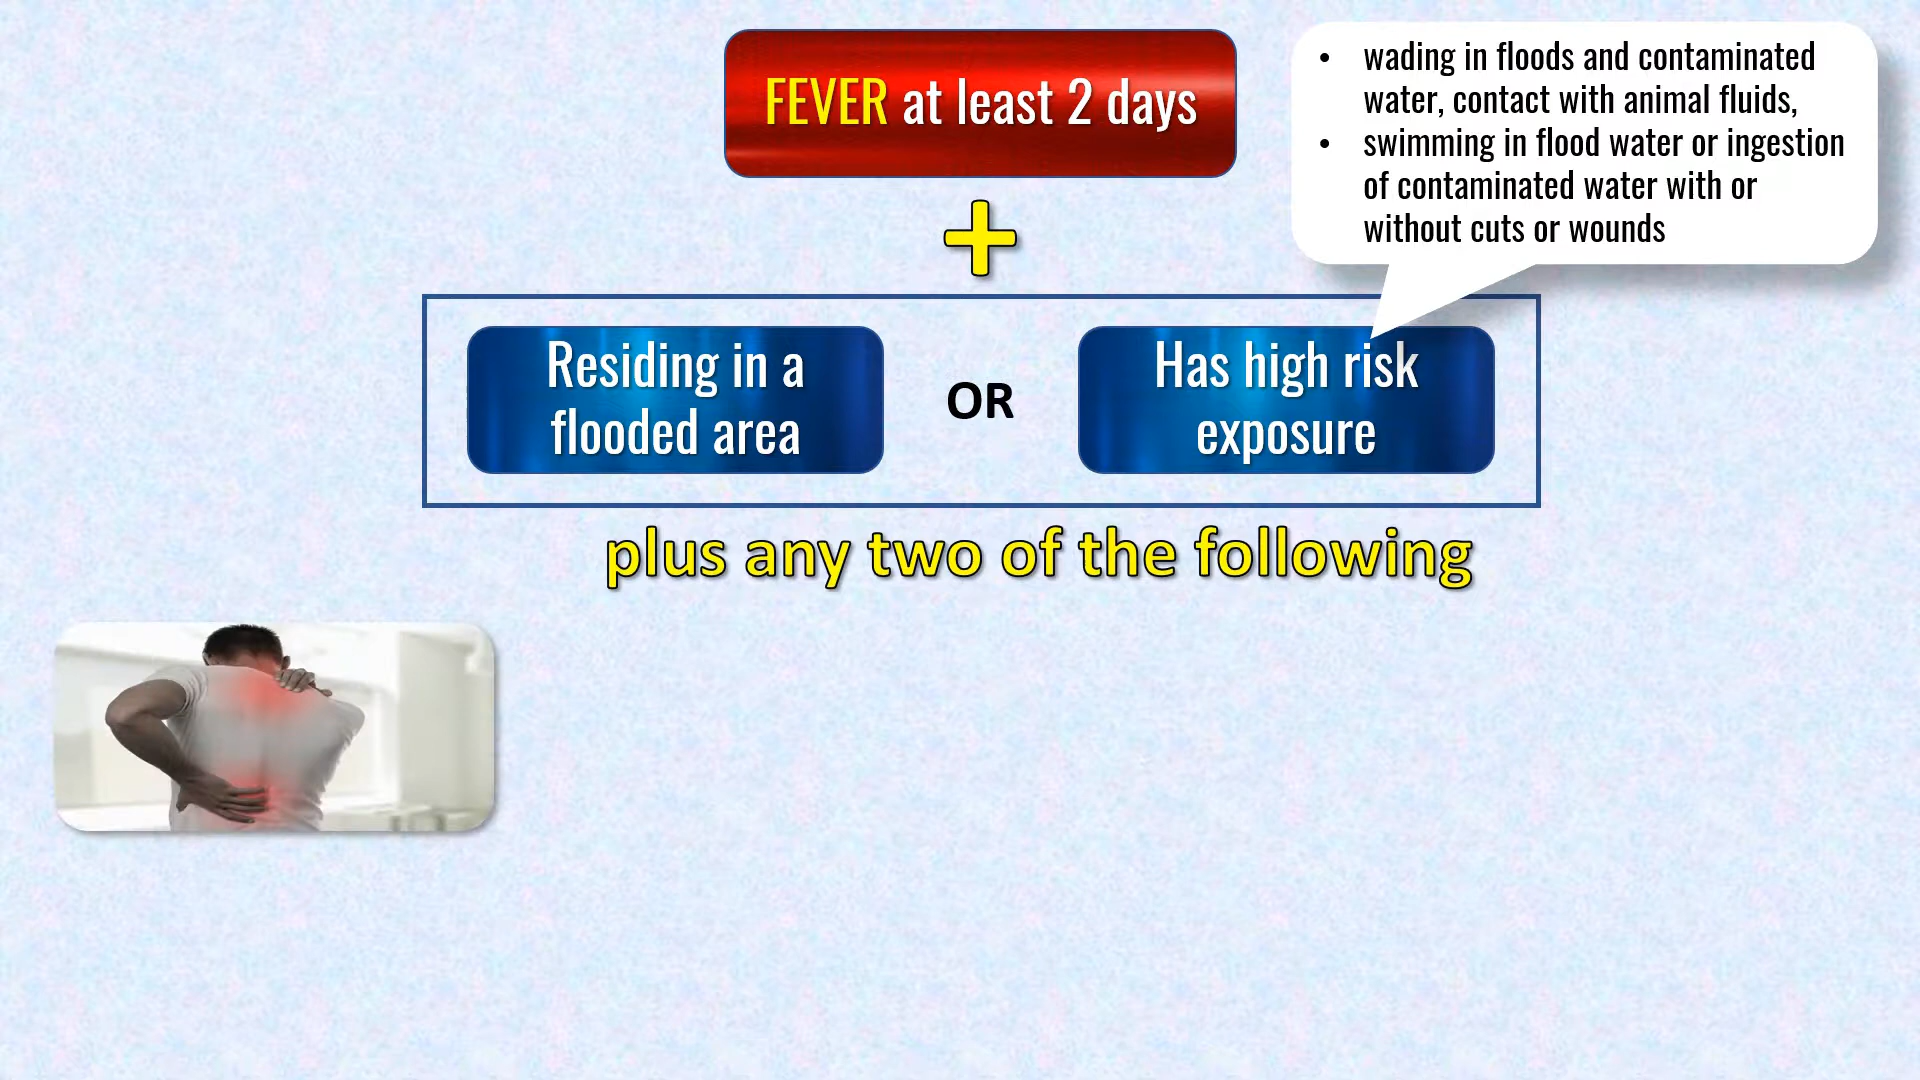 FEVER at least 2 days
• wading in floods and contaminated
water, contact with animal fluids,
• swimming in flood water or ingestion
of contaminated water with or
without cuts or wounds
+
Residing in a
flooded area
OR
Has high risk
exposure
plus any two of the following